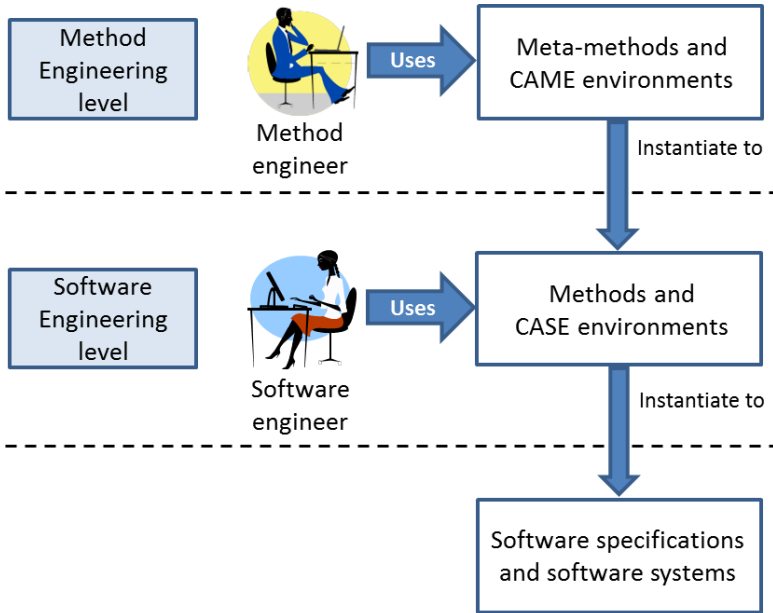 Method
Engineering
level
Method
engineer
Uses
Meta-methods and
CAME environments
Instantiate to
Software
Engineering
level
Software
engineer
Uses
Methods and
CASE environments
Instantiate to
Software specifications
and software systems